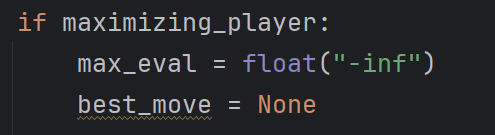 if maximizing_player:
    max_eval = float("-inf")
    best_move = None